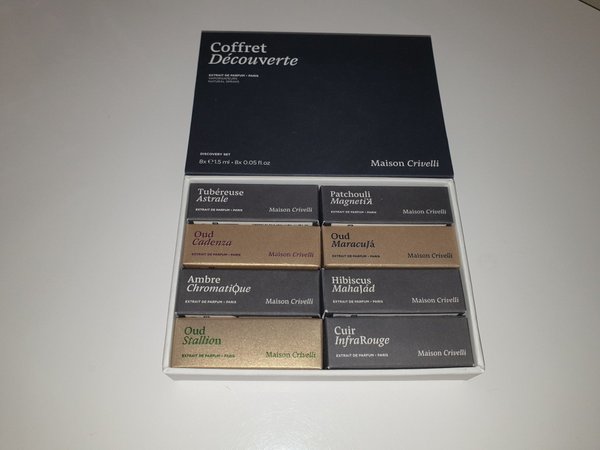 Coffret
Découverte
EXTRAIT DE PARFUM • PARIS
VAPORISATEURS
NATURAL SPRAYS
DISCOVERY SET
8x ℮1.5 ml • 8x 0.05 fl.oz
Maison Crivelli
Tubéreuse
Astrale
EXTRAIT DE PARFUM • PARIS
Maison Crivelli
Patchouli
MagnetiK
EXTRAIT DE PARFUM • PARIS
Maison Crivelli
Oud
Cadenza
EXTRAIT DE PARFUM • PARIS
Maison Crivelli
Oud
Maracujá
EXTRAIT DE PARFUM • PARIS
Maison Crivelli
Ambre
ChromatiQue
EXTRAIT DE PARFUM • PARIS
Maison Crivelli
Hibiscus
Mahajád
EXTRAIT DE PARFUM • PARIS
Maison Crivelli
Oud
Stallion
EXTRAIT DE PARFUM • PARIS
Maison Crivelli
Cuir
InfraRouge
EXTRAIT DE PARFUM • PARIS
Maison Crivelli